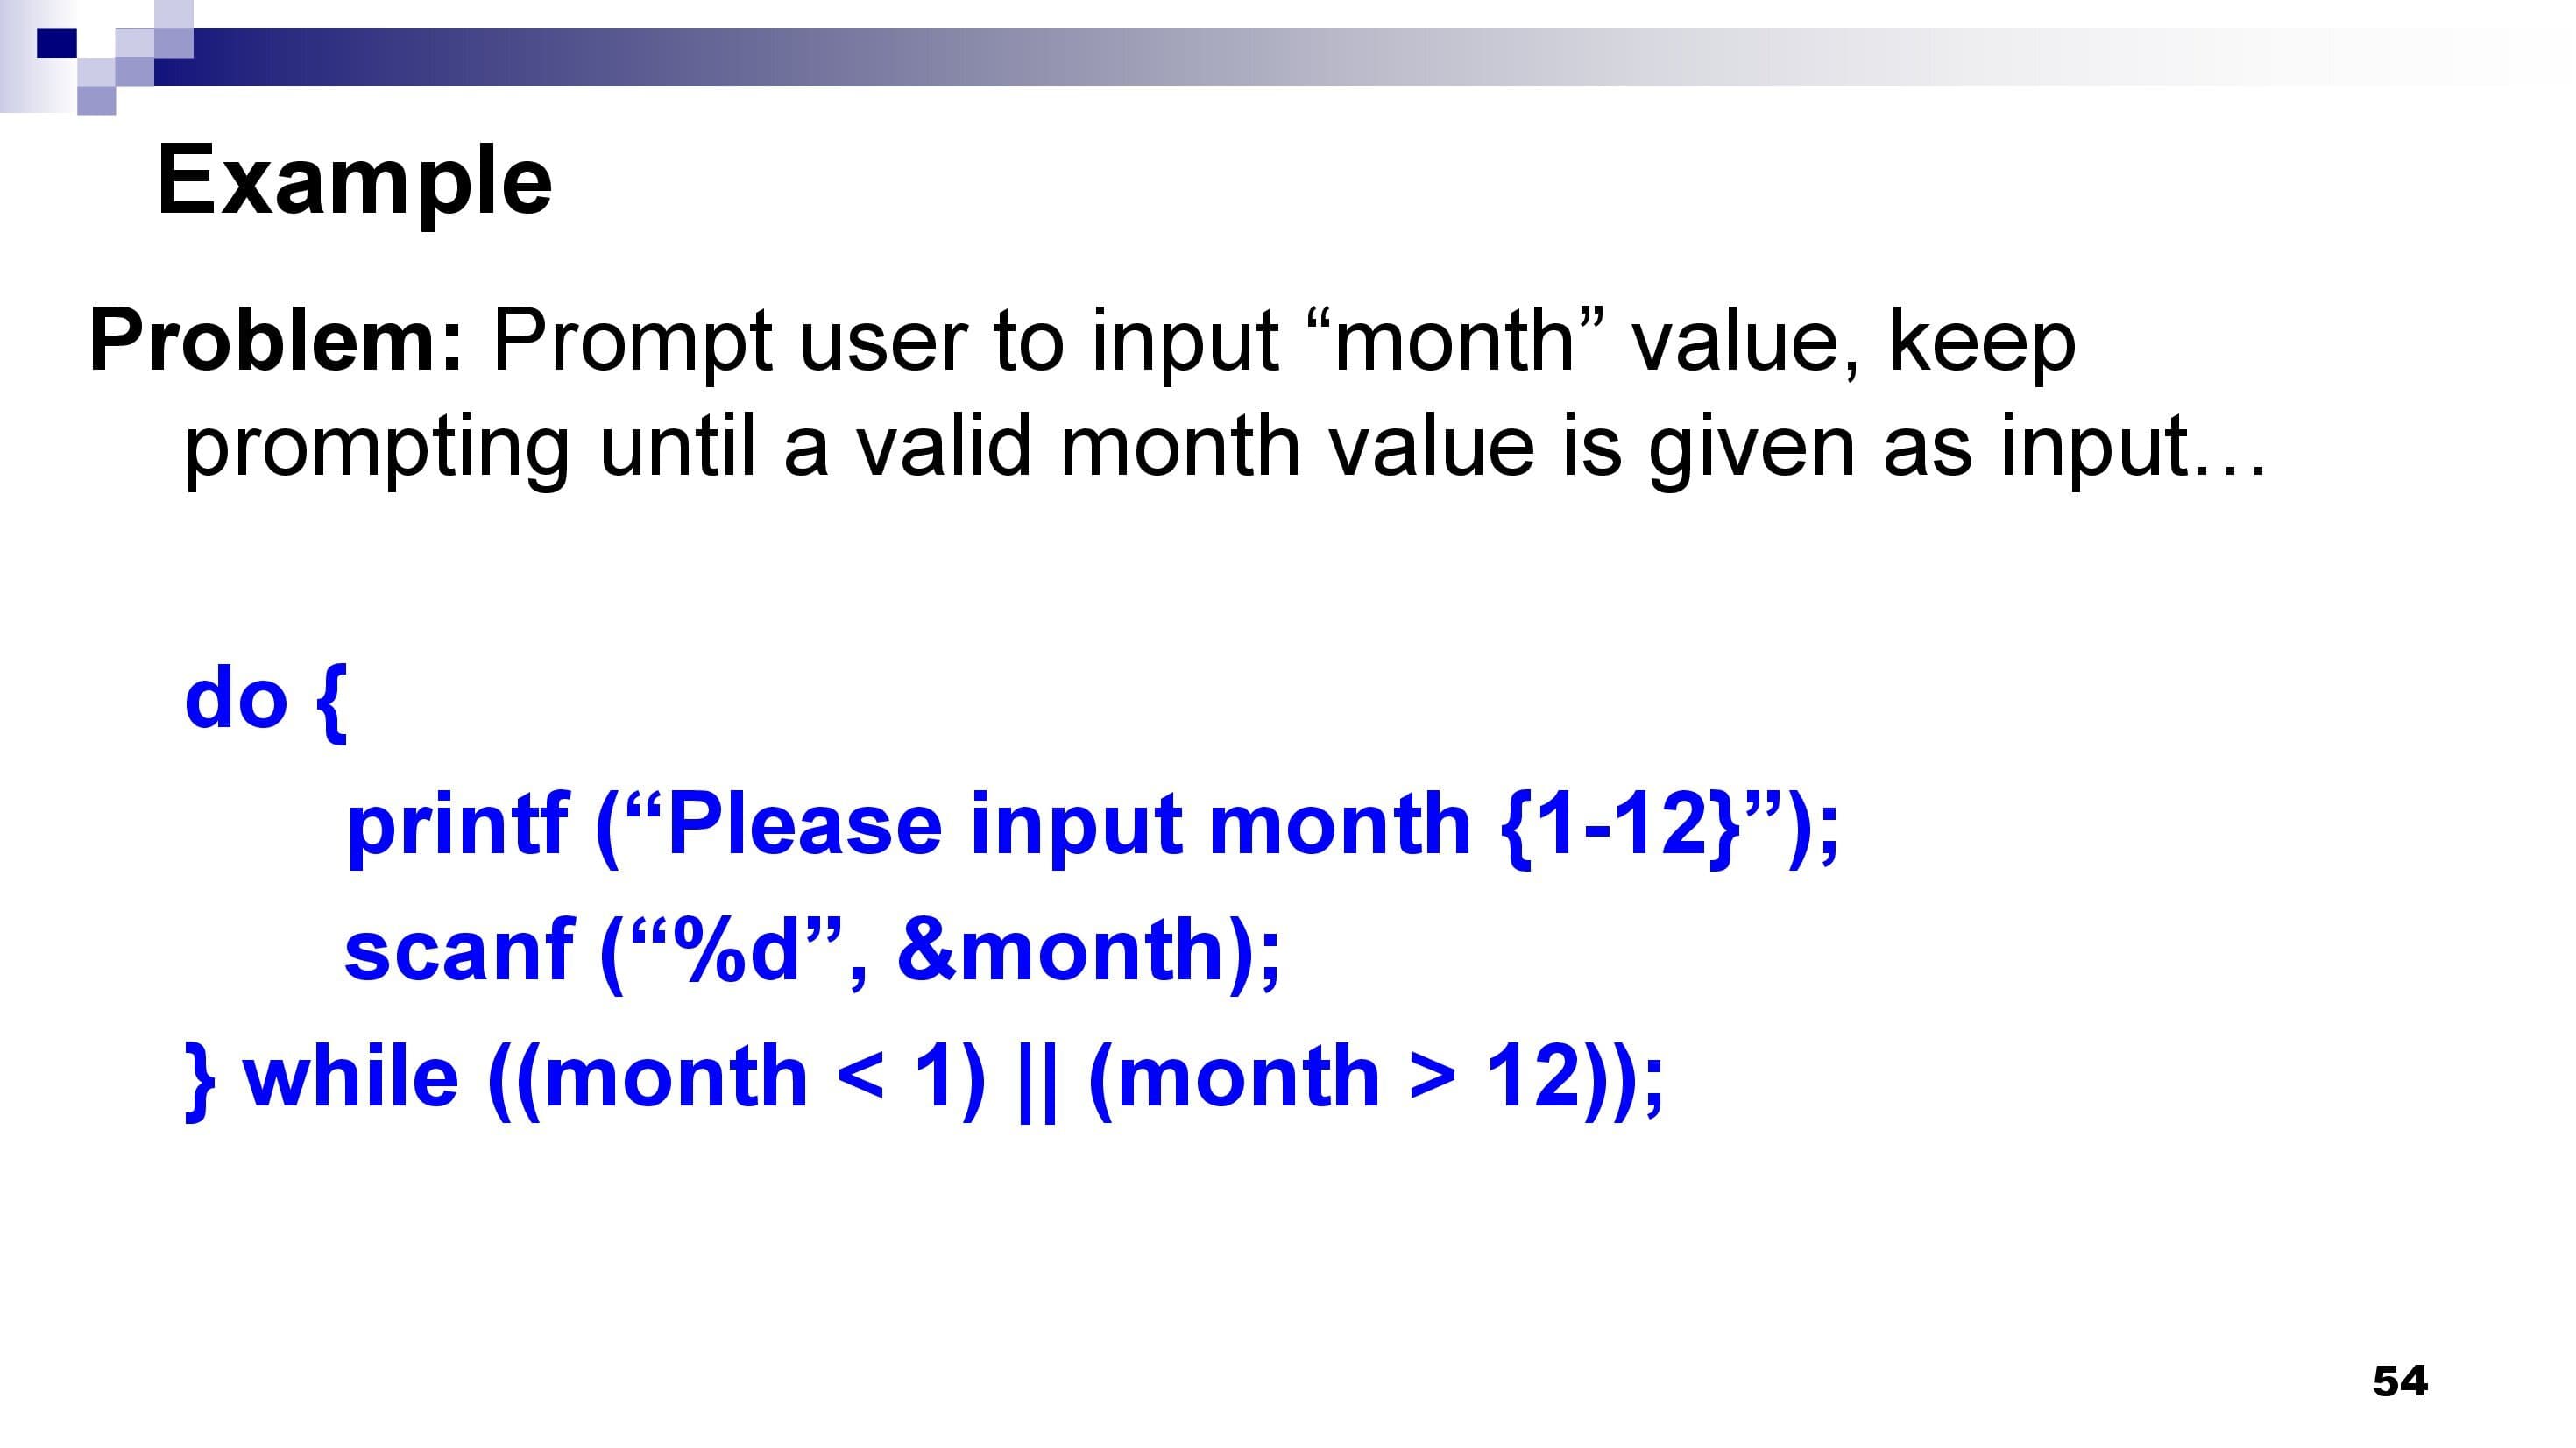 Example
Problem: Prompt user to input “month” value, keep
prompting until a valid month value is given as input…
do {
printf (“Please input month {1-12}”);
scanf (“%d”, &month);
} while ((month < 1) || (month > 12));
54